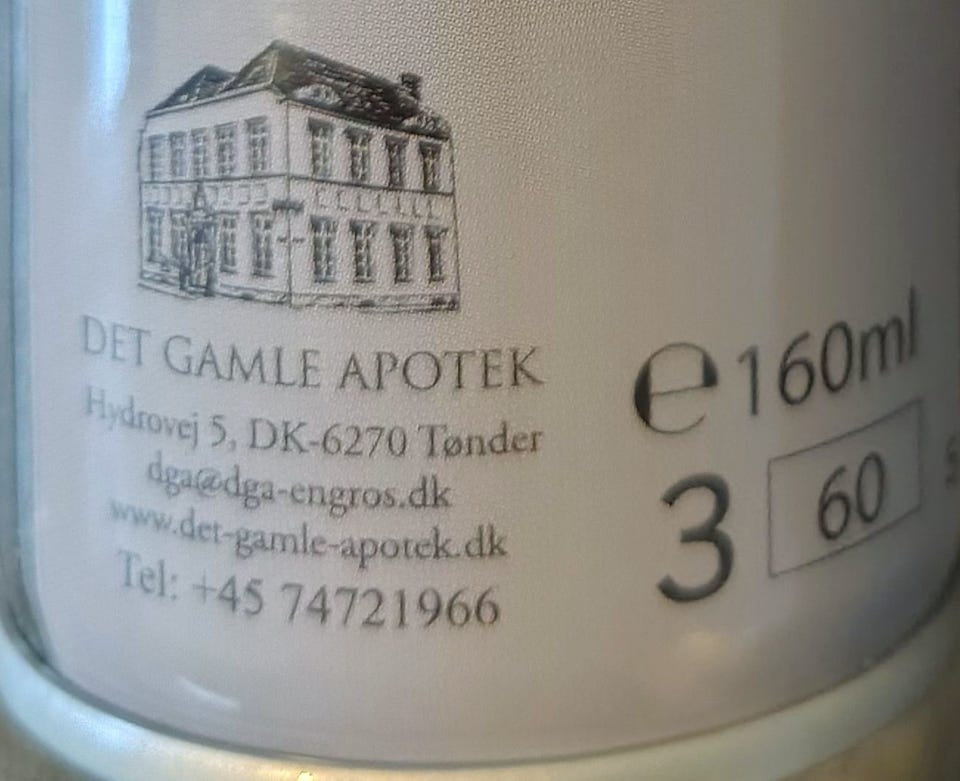 DET GAMLE APOTEK
Hydrovej 5, DK-6270 Tønder
dga@dga-engros.dk
www.det-gamle-apotek.dk
Tel: +45 74721966
℮ 160ml
3 60